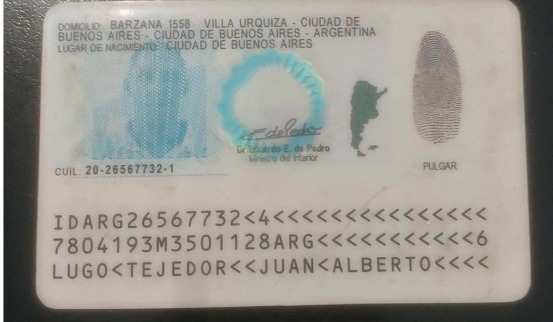 DOMICILIO: BARZANA 1558 VILLA URQUIZA - CIUDAD DE
BUENOS AIRES - CIUDAD DE BUENOS AIRES - ARGENTINA
LUGAR DE NACIMIENTO: CIUDAD DE BUENOS AIRES
Dr. Eduardo E. de Pedro
Ministro del Interior
CUIL: 20-26567732-1
PULGAR
IDARG26567732<4<<<<<<<<<<<<<<<
7804193M3501128ARG<<<<<<<<<<<6
LUGO<TEJEDOR<<JUAN<ALBERTO<<<<